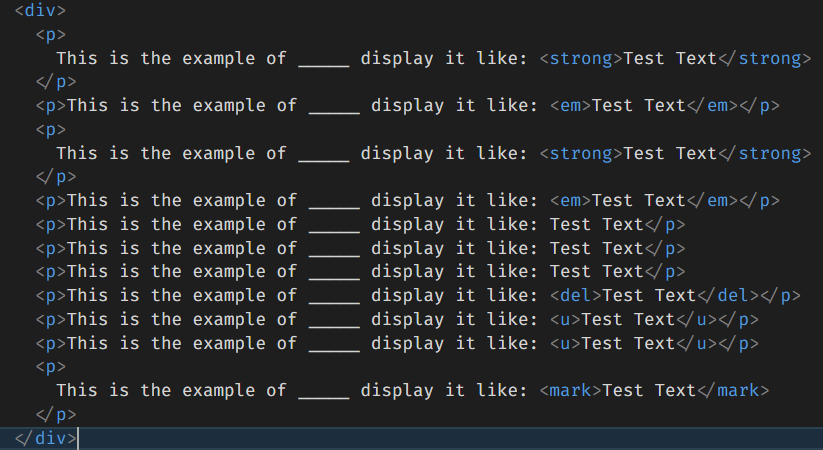 <div>
<p>
This is the example of _____ display it like: <strong>Test Text</strong>
</p>
<p>This is the example of _____ display it like: <em>Test Text</em></p>
<p>
This is the example of _____ display it like: <strong>Test Text</strong>
</p>
<p>This is the example of _____ display it like: <em>Test Text</em></p>
<p>This is the example of _____ display it like: Test Text</p>
<p>This is the example of _____ display it like: Test Text</p>
<p>This is the example of _____ display it like: Test Text</p>
<p>This is the example of _____ display it like: <del>Test Text</del></p>
<p>This is the example of _____ display it like: <u>Test Text</u></p>
<p>This is the example of _____ display it like: <u>Test Text</u></p>
<p>
This is the example of _____ display it like: <mark>Test Text</mark>
</p>
</div>